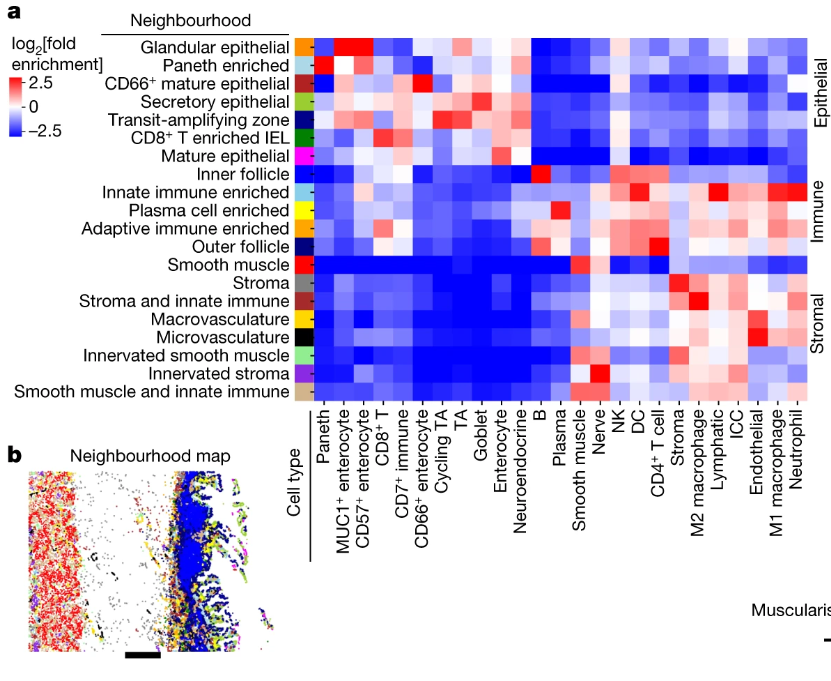 a
Neighbourhood
log2[fold
enrichment]
2.5
0
−2.5
Glandular epithelial
Paneth enriched
CD66+ mature epithelial
Secretory epithelial
Transit-amplifying zone
CD8+ T enriched IEL
Mature epithelial
Inner follicle
Innate immune enriched
Plasma cell enriched
Adaptive immune enriched
Outer follicle
Smooth muscle
Stroma
Stroma and innate immune
Macrovasculature
Microvasculature
Innervated smooth muscle
Innervated stroma
Smooth muscle and innate immune
Epithelial
Immune
Stromal
Cell type
Paneth
MUC1+ enterocyte
CD57+ enterocyte
CD8+ T
CD7+ immune
CD66+ enterocyte
Cycling TA
TA
Goblet
Enterocyte
Neuroendocrine
B
Plasma
Smooth muscle
Nerve
NK
DC
CD4+ T cell
Stroma
M2 macrophage
Lymphatic
ICC
Endothelial
M1 macrophage
Neutrophil
b
Neighbourhood map
Muscularis